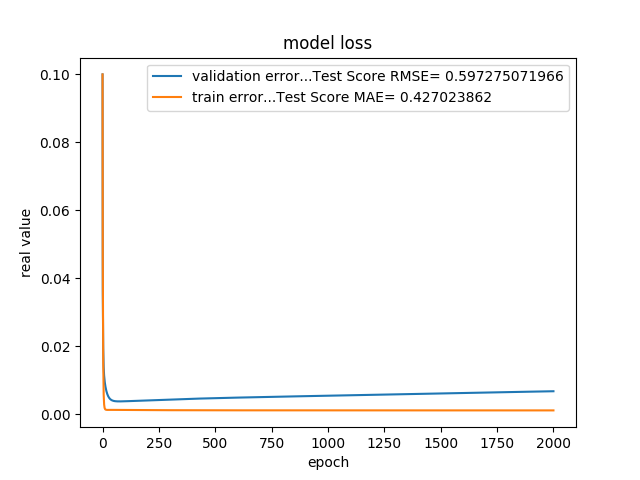 model loss
validation error...Test Score RMSE= 0.597275071966
train error...Test Score MAE= 0.427023862
real value
0.10
0.08
0.06
0.04
0.02
0.00
0 250 500 750 1000 1250 1500 1750 2000
epoch